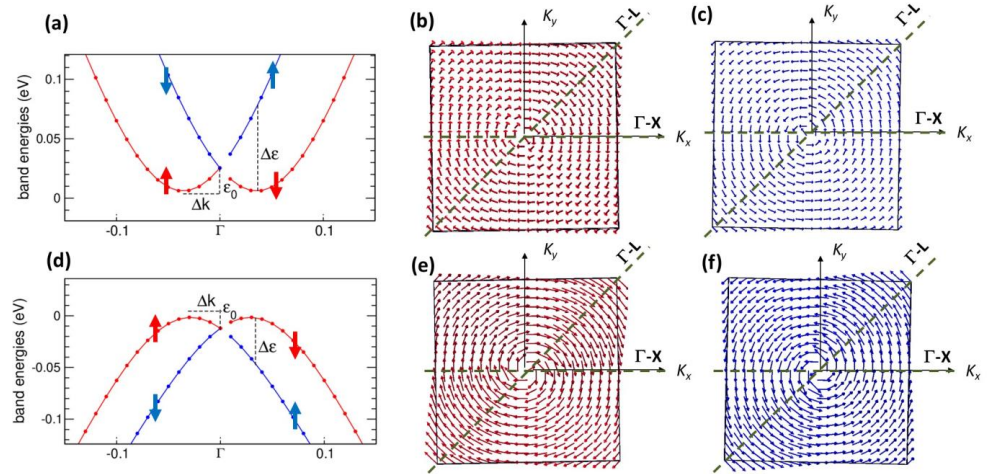 (a)
band energies (eV)
0.1
0.05
0
Δε
ε0
Δk
-0.1
Γ
0.1
(b)
Ky
Γ-L
Γ-X
Kx
(c)
Ky
Γ-L
Γ-X
Kx
(d)
band energies (eV)
0
-0.05
-0.1
Δk
ε0
Δε
-0.1
Γ
0.1
(e)
Ky
Γ-L
Γ-X
Kx
(f)
Ky
Γ-L
Γ-X
Kx